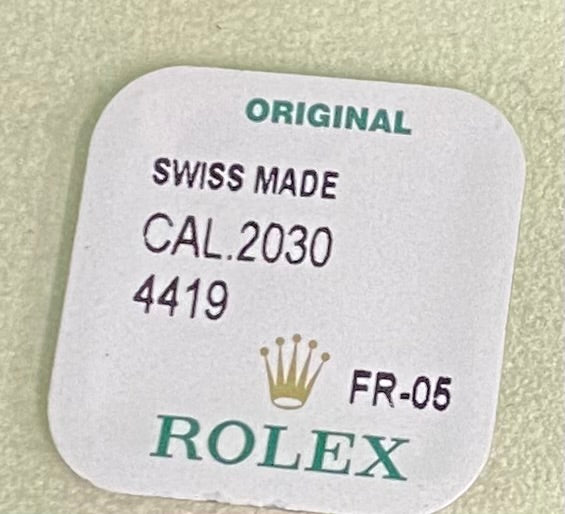 ORIGINAL
SWISS MADE
CAL.2030
4419
FR-05
ROLEX